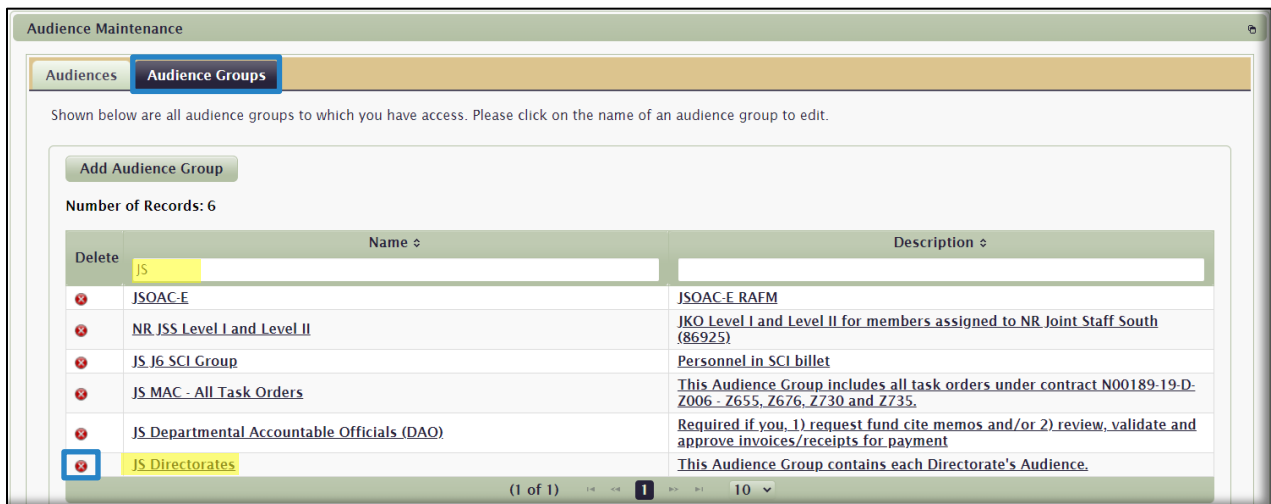 Audience Maintenance
Audiences Audience Groups
Shown below are all audience groups to which you have access. Please click on the name of an audience group to edit.
Add Audience Group
Number of Records: 6
Delete Name Description
JS
JSOAC-E JSOAC-E RAFM
NR JSS Level I and Level II JKO Level I and Level II for members assigned to NR Joint Staff South
(86925)
JS J6 SCI Group Personnel in SCI billet
JS MAC - All Task Orders This Audience Group includes all task orders under contract N00189-19-D-
Z006 - Z655, Z676, Z730 and Z735.
JS Departmental Accountable Officials (DAO) Required if you, 1) request fund cite memos and/or 2) review, validate and
approve invoices/receipts for payment
JS Directorates This Audience Group contains each Directorate's Audience.
(1 of 1) 1 10